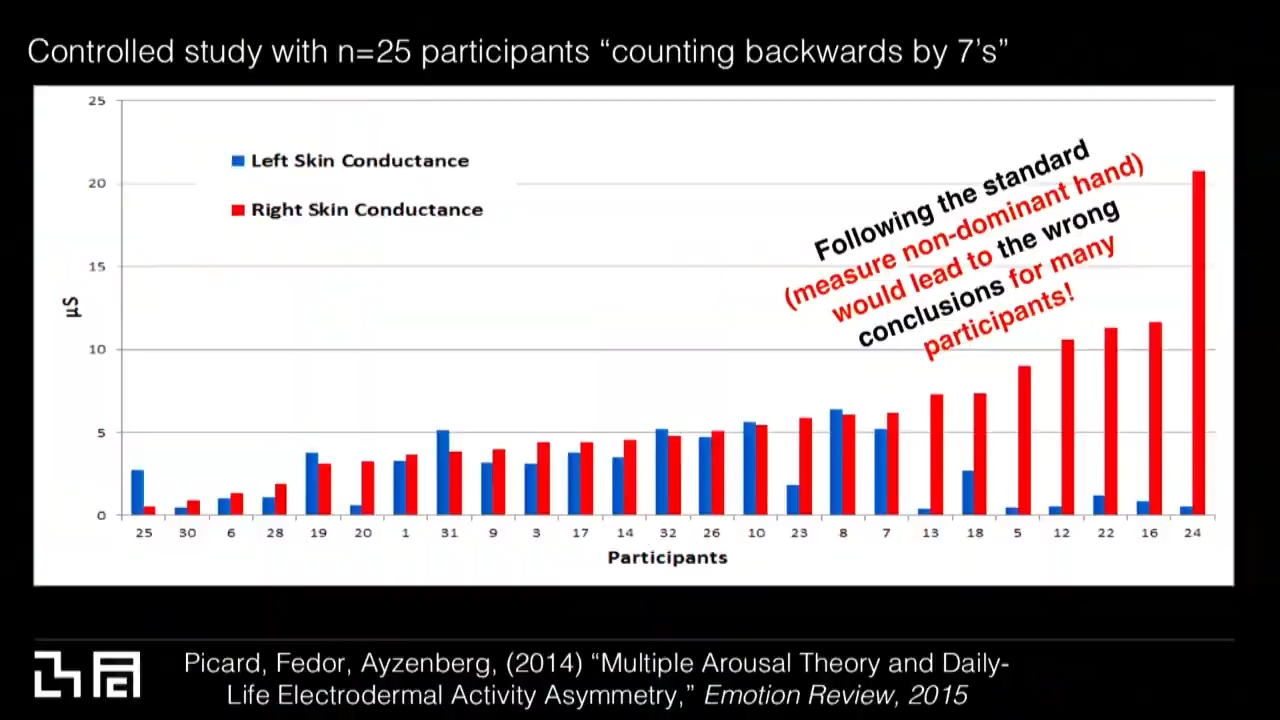 Controlled study with n=25 participants “counting backwards by 7’s”
25
20
15
10
5
0
µS
Left Skin Conductance
Right Skin Conductance
Following the standard
(measure non-dominant hand)
would lead to the wrong
conclusions for many
participants!
25 30 6 28 19 20 1 31 9 3 17 14 32 26 10 23 8 7 13 18 5 12 22 16 24
Participants
Picard, Fedor, Ayzenberg, (2014) “Multiple Arousal Theory and Daily-
Life Electrodermal Activity Asymmetry,” Emotion Review, 2015